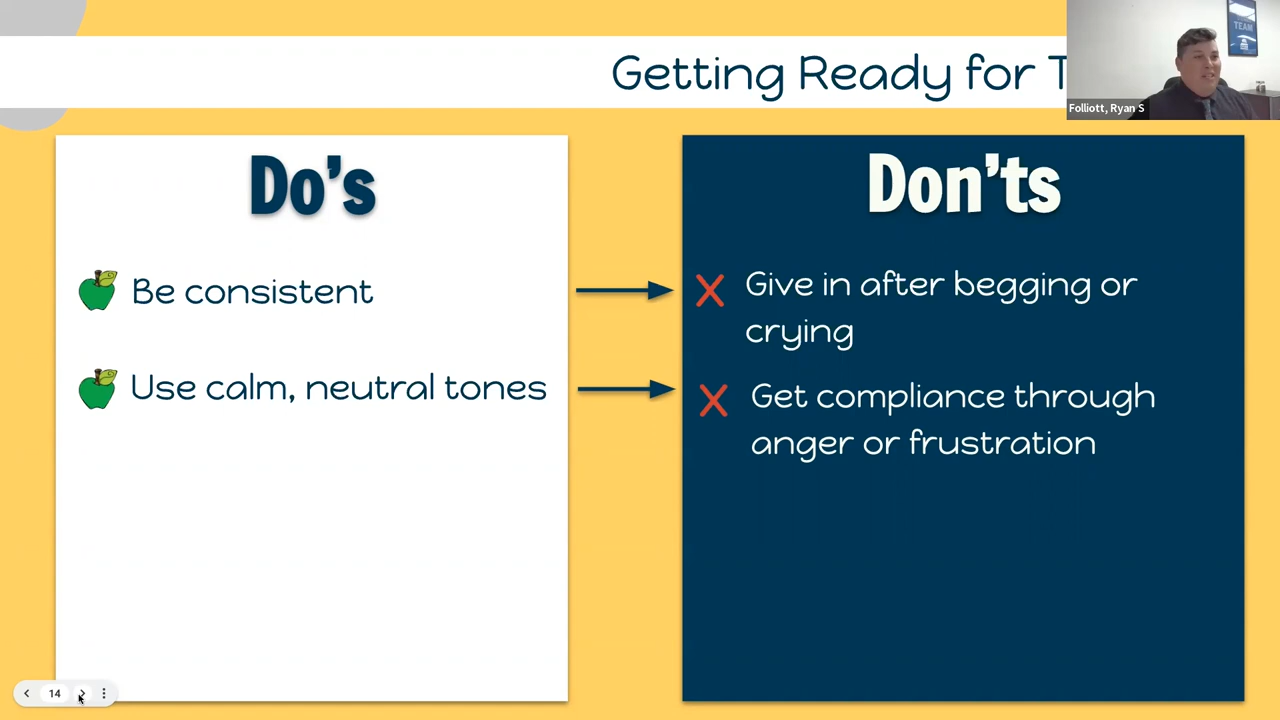 Getting Ready for T
TEAM
Folliott, Ryan S
Do's
Don'ts
Be consistent
Give in after begging or
crying
Use calm, neutral tones
Get compliance through
anger or frustration
14